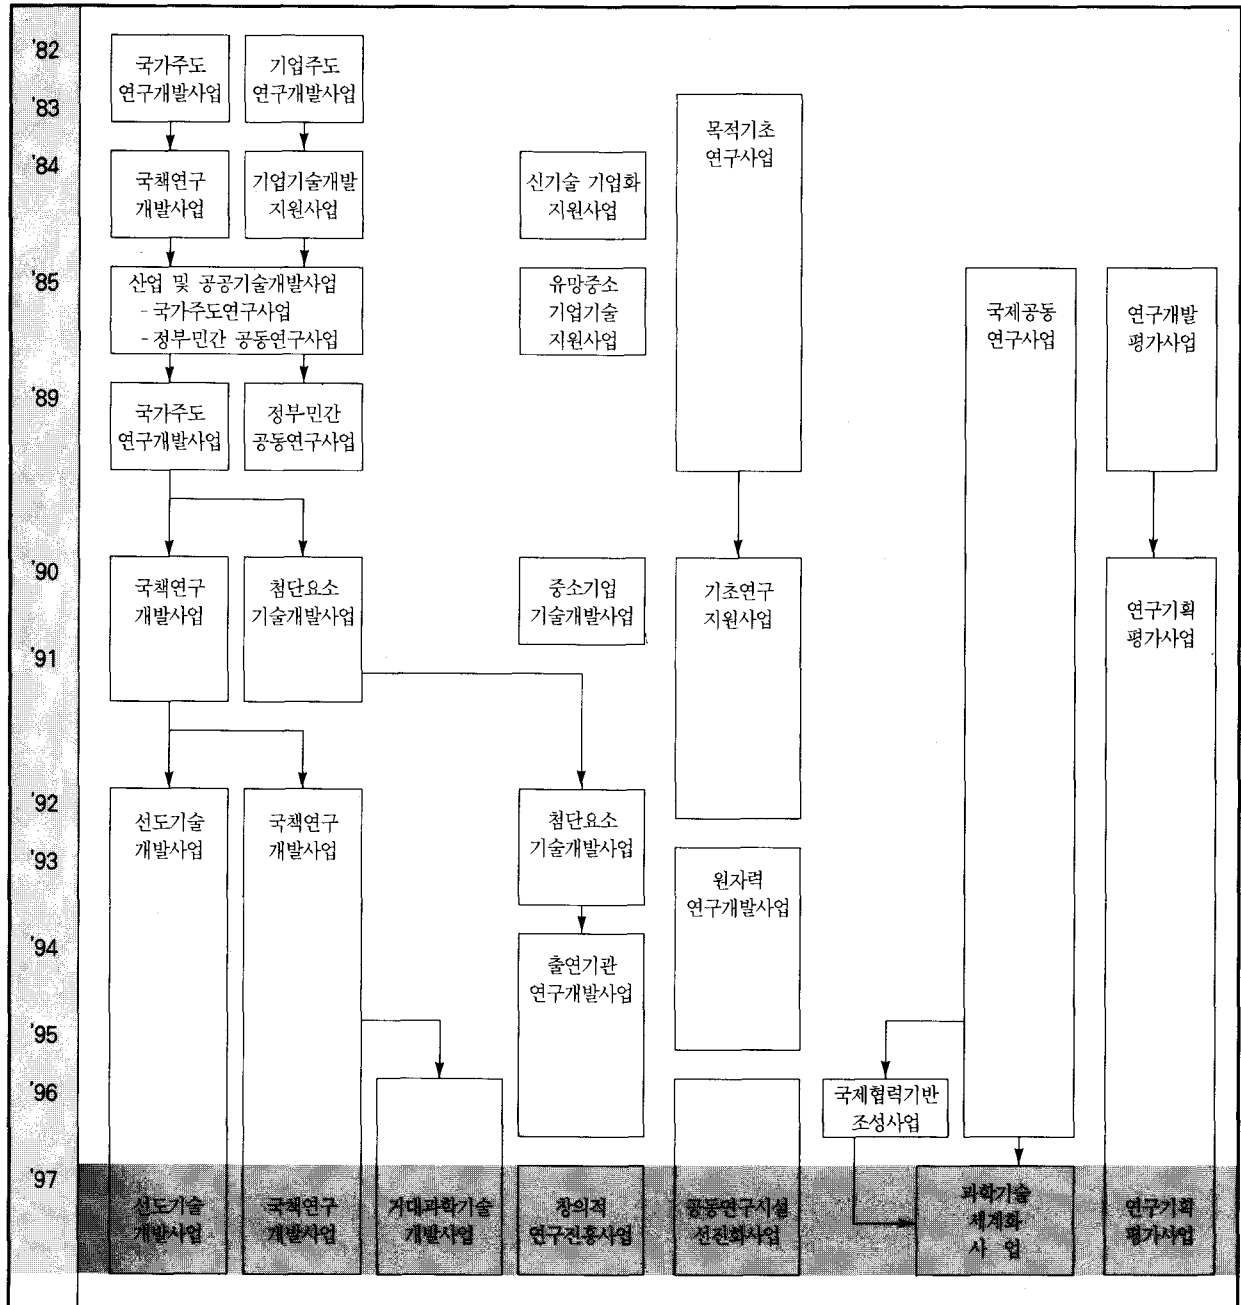 '82
국가주도
연구개발사업
기업주도
연구개발사업
'83
목적기초
연구사업
'84
국책연구
개발사업
기업기술개발
지원사업
신기술 기업화
지원사업
'85
산업 및 공공기술개발사업
- 국가주도연구사업
- 정부·민간 공동연구사업
유망중소
기업기술
지원사업
국제공동
연구사업
연구개발
평가사업
'89
국가주도
연구개발사업
정부·민간
공동연구사업
'90
국책연구
개발사업
첨단요소
기술개발사업
중소기업
기술개발사업
기초연구
지원사업
연구기획
평가사업
'91
'92
선도기술
개발사업
국책연구
개발사업
첨단요소
기술개발사업
'93
원자력
연구개발사업
'94
출연기관
연구개발사업
'95
'96
국제협력기반
조성사업
'97
선도기술
개발사업
국책연구
개발사업
거대과학기술
개발사업
창의적
연구진흥사업
공동연구시설
선진화사업
과학기술
세계화
사 업
연구기획
평가사업